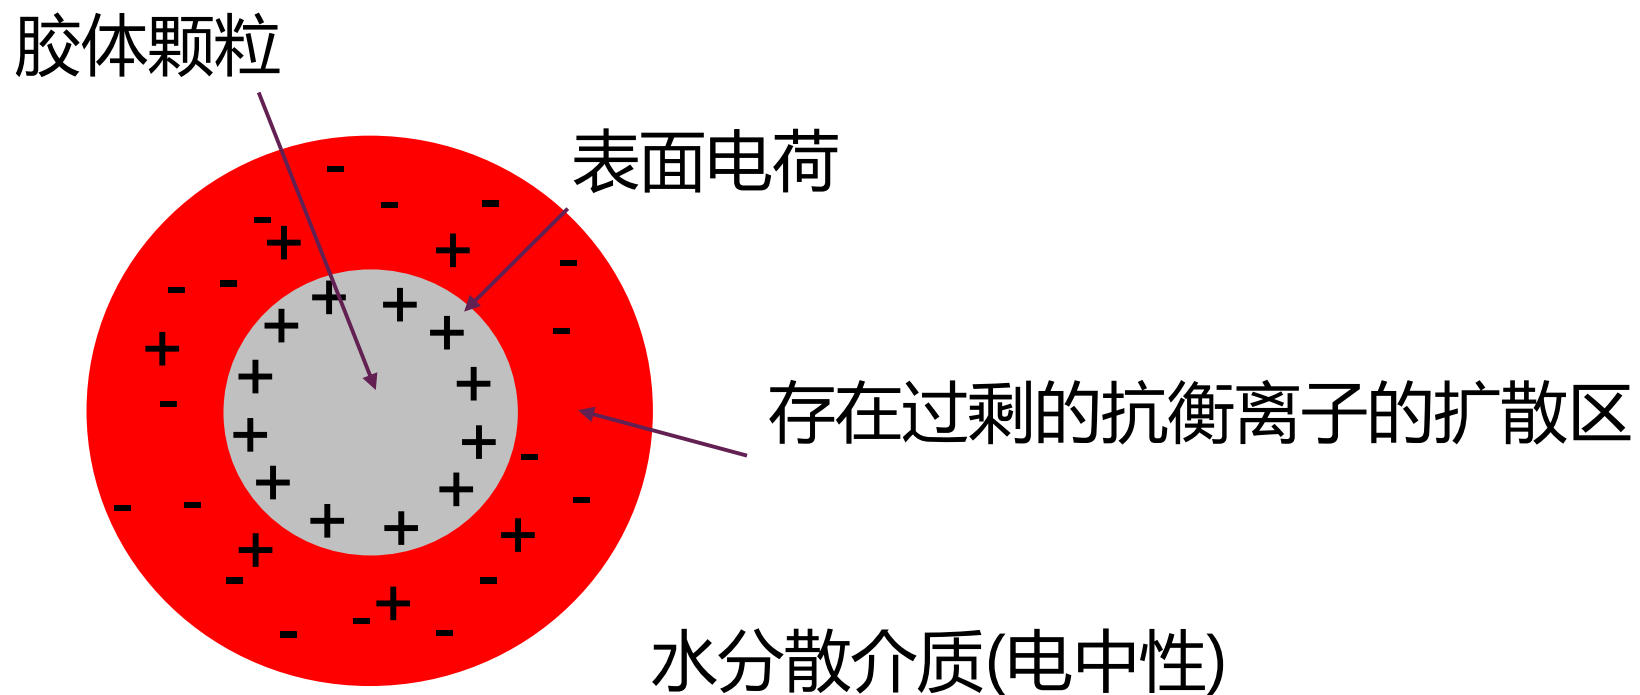 胶体颗粒
表面电荷
存在过剩的抗衡离子的扩散区
水分散介质(电中性)